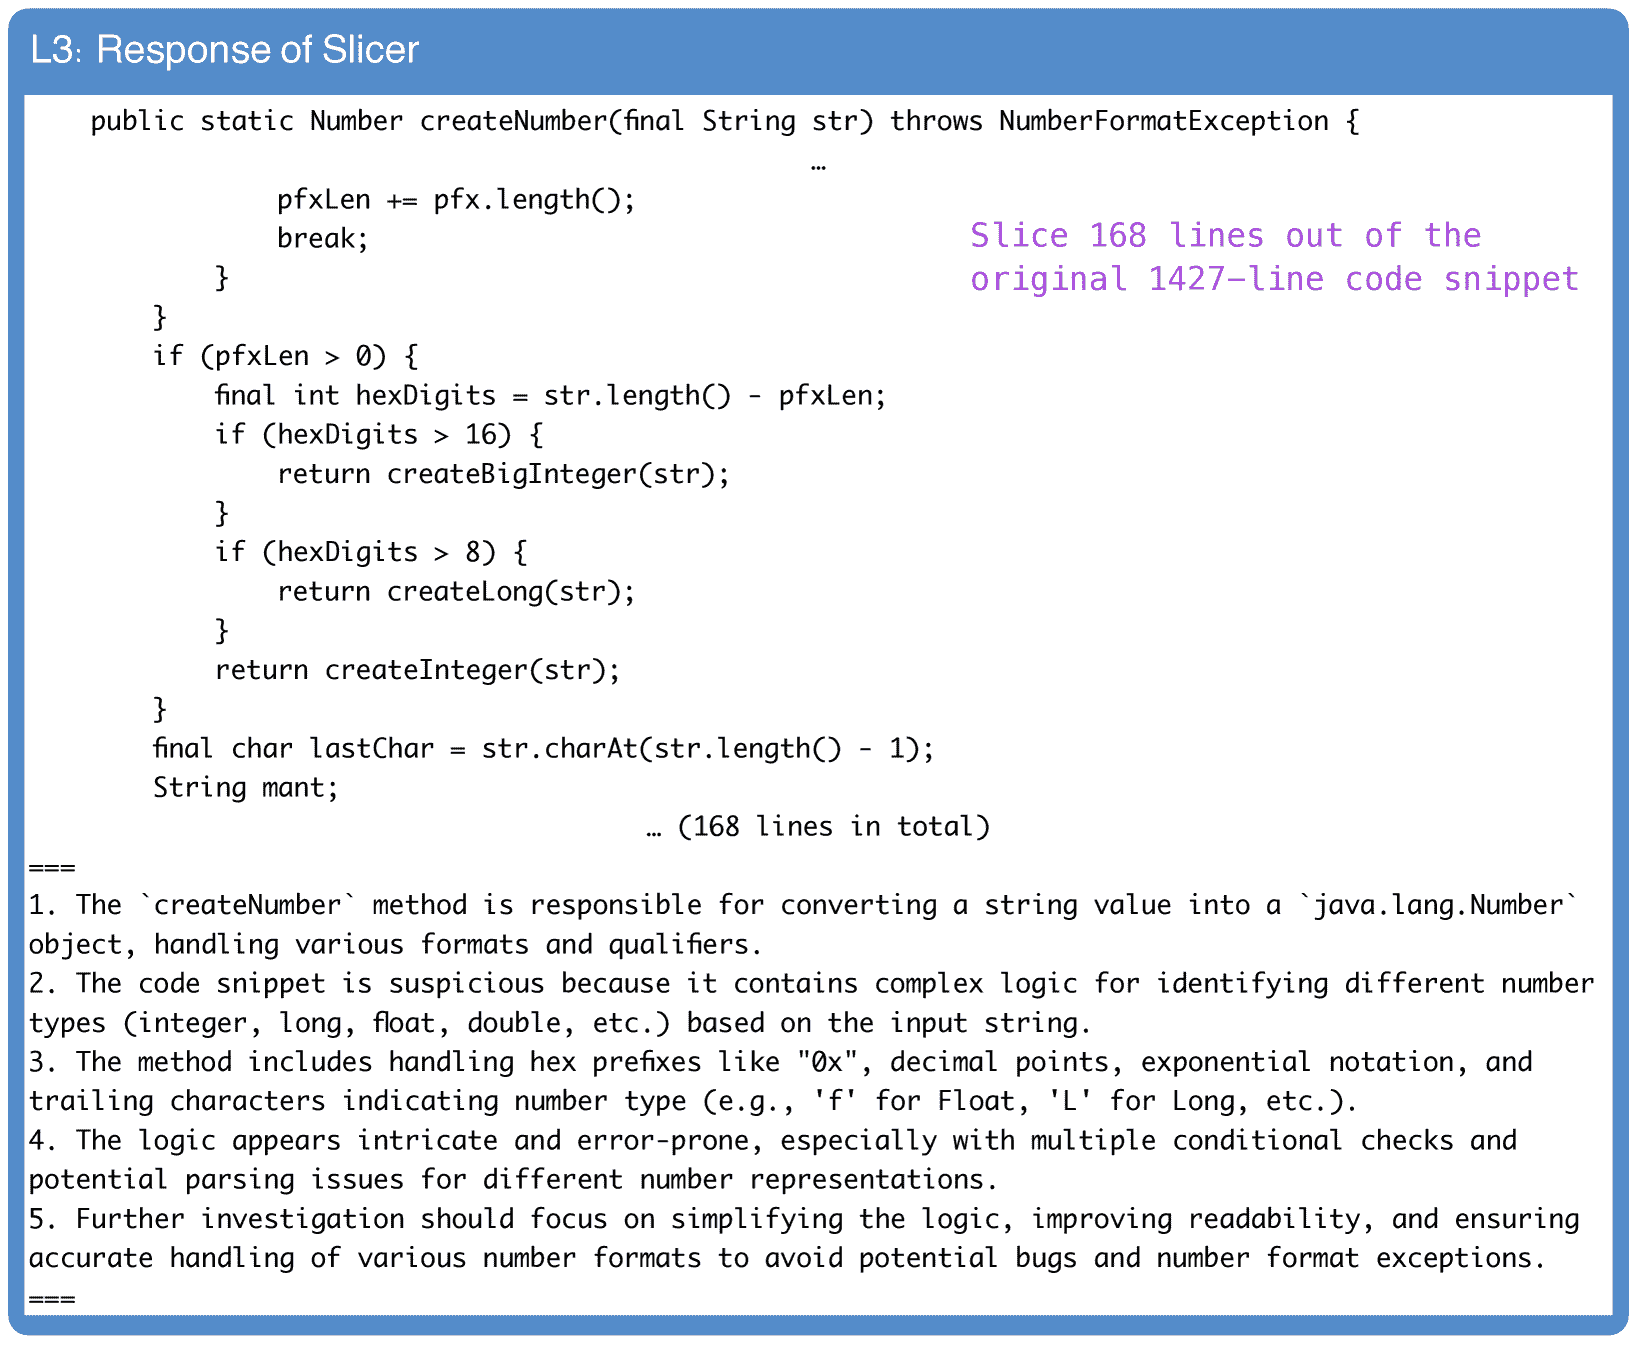 L3: Response of Slicer
public static Number createNumber(final String str) throws NumberFormatException {
…
pfxLen += pfx.length();
break;
}
Slice 168 lines out of the
original 1427-line code snippet
}
if (pfxLen > 0) {
final int hexDigits = str.length() - pfxLen;
if (hexDigits > 16) {
return createBigInteger(str);
}
if (hexDigits > 8) {
return createLong(str);
}
return createInteger(str);
}
final char lastChar = str.charAt(str.length() - 1);
String mant;
… (168 lines in total)
===
1. The `createNumber` method is responsible for converting a string value into a `java.lang.Number`
object, handling various formats and qualifiers.
2. The code snippet is suspicious because it contains complex logic for identifying different number
types (integer, long, float, double, etc.) based on the input string.
3. The method includes handling hex prefixes like "0x", decimal points, exponential notation, and
trailing characters indicating number type (e.g., 'f' for Float, 'L' for Long, etc.).
4. The logic appears intricate and error-prone, especially with multiple conditional checks and
potential parsing issues for different number representations.
5. Further investigation should focus on simplifying the logic, improving readability, and ensuring
accurate handling of various number formats to avoid potential bugs and number format exceptions.
===